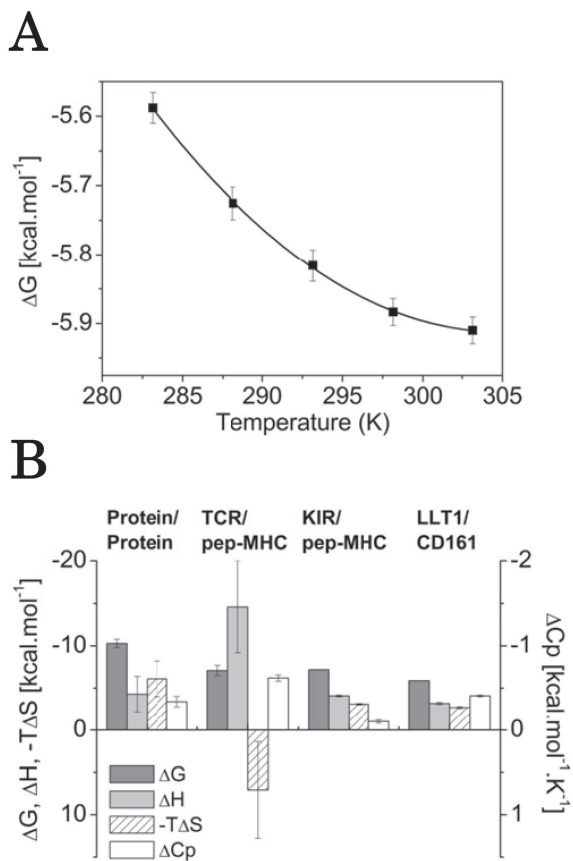 A
ΔG [kcal.mol⁻¹]
-5.6
-5.7
-5.8
-5.9
280 285 290 295 300 305
Temperature (K)
B
Protein/ TCR/ KIR/ LLT1/
Protein pep-MHC pep-MHC CD161
ΔG, ΔH, -TΔS [kcal.mol⁻¹]
-20
-10
0
10
ΔG
ΔH
-TΔS
ΔCp
-2
-1
0
1
ΔCp [kcal.mol⁻¹.K⁻¹]